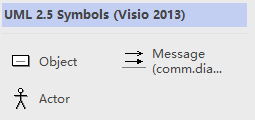 UML 2.5 Symbols (Visio 2013)
Object
Message
(comm.dia...
Actor